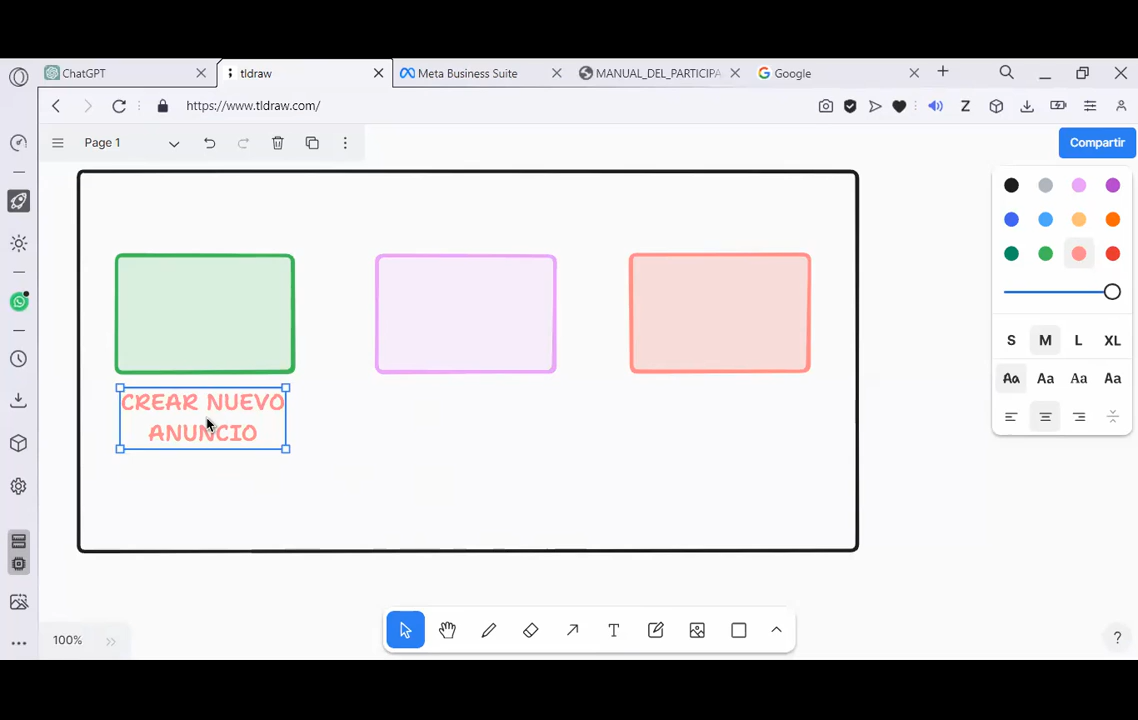 ChatGPT
tldraw
Meta Business Suite
MANUAL_DEL_PARTICIPA
Google
https://www.tldraw.com/
Z
Page 1
Compartir
CREAR NUEVO
ANUNCIO
S M L XL
Aa Aa Aa Aa
T
100%
?